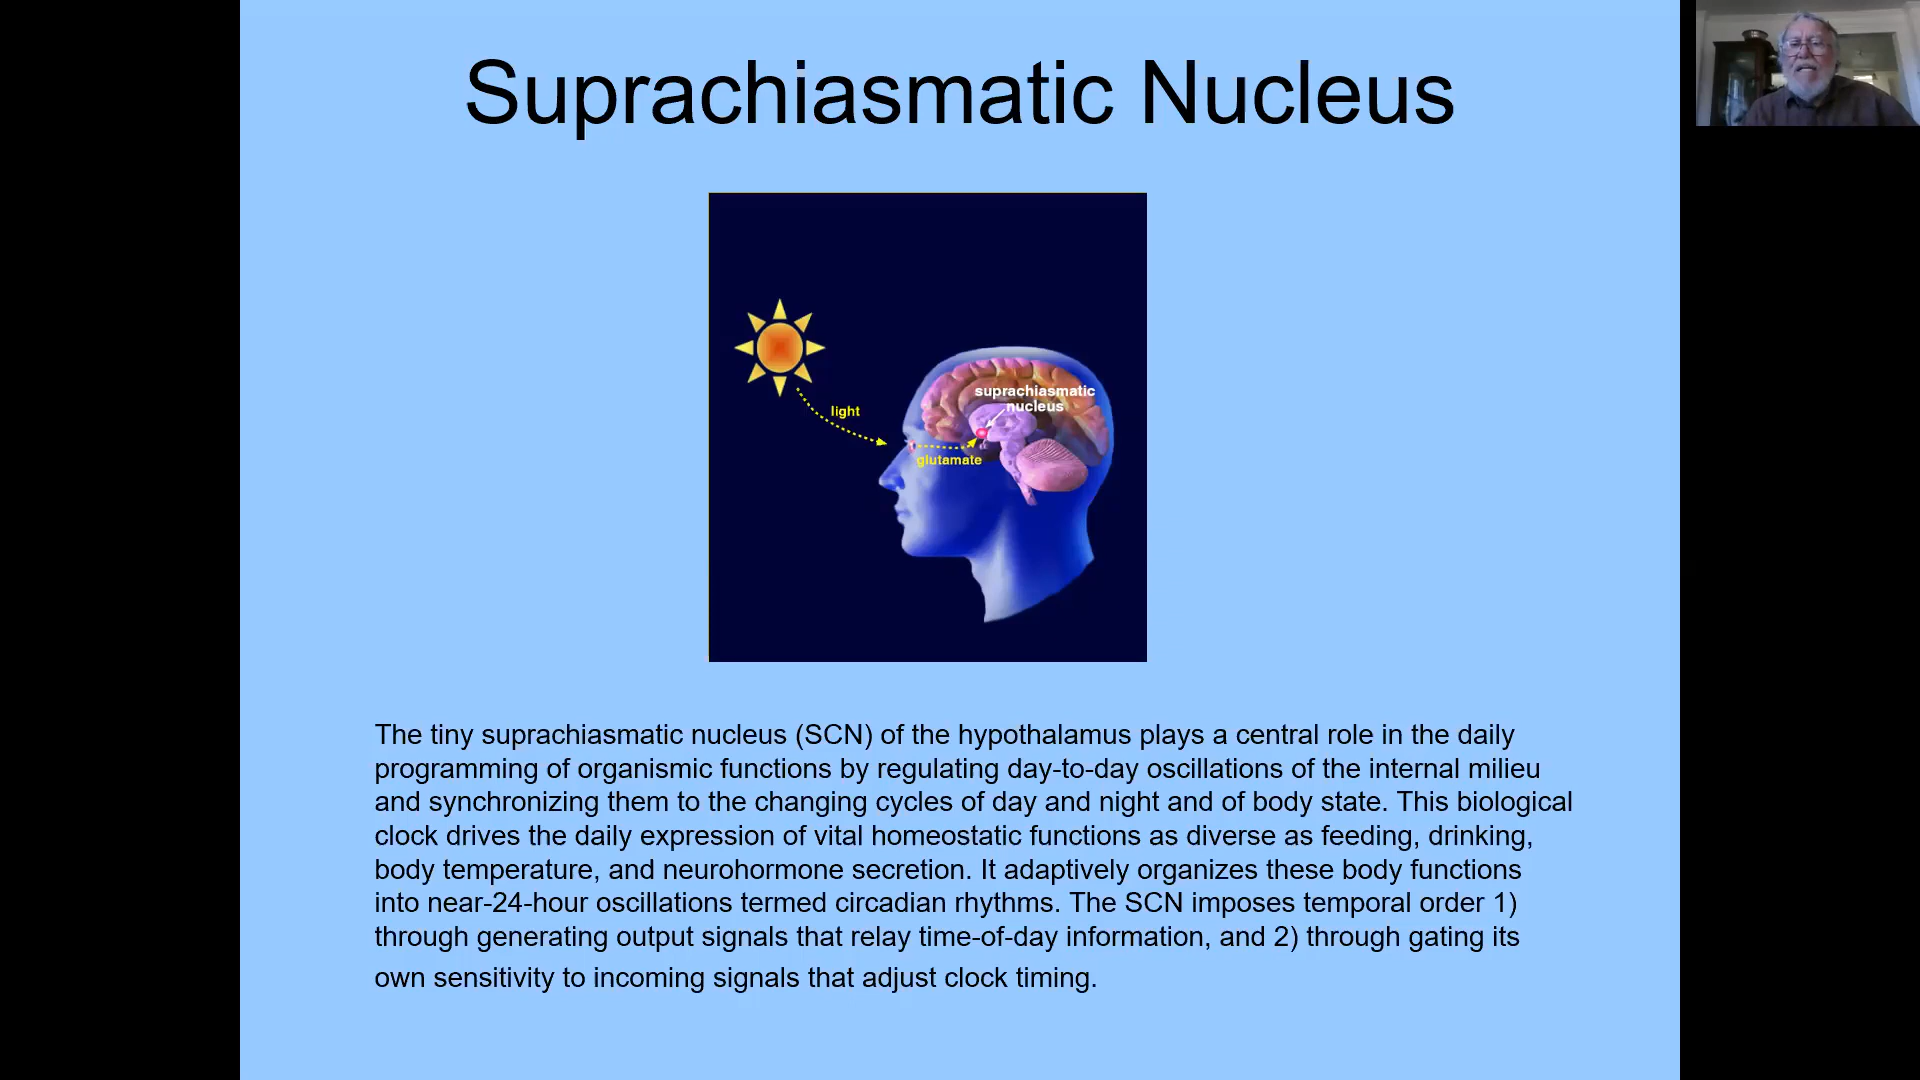 Suprachiasmatic Nucleus
suprachiasmatic
nucleus
light
glutamate
The tiny suprachiasmatic nucleus (SCN) of the hypothalamus plays a central role in the daily
programming of organismic functions by regulating day-to-day oscillations of the internal milieu
and synchronizing them to the changing cycles of day and night and of body state. This biological
clock drives the daily expression of vital homeostatic functions as diverse as feeding, drinking,
body temperature, and neurohormone secretion. It adaptively organizes these body functions
into near-24-hour oscillations termed circadian rhythms. The SCN imposes temporal order 1)
through generating output signals that relay time-of-day information, and 2) through gating its
own sensitivity to incoming signals that adjust clock timing.